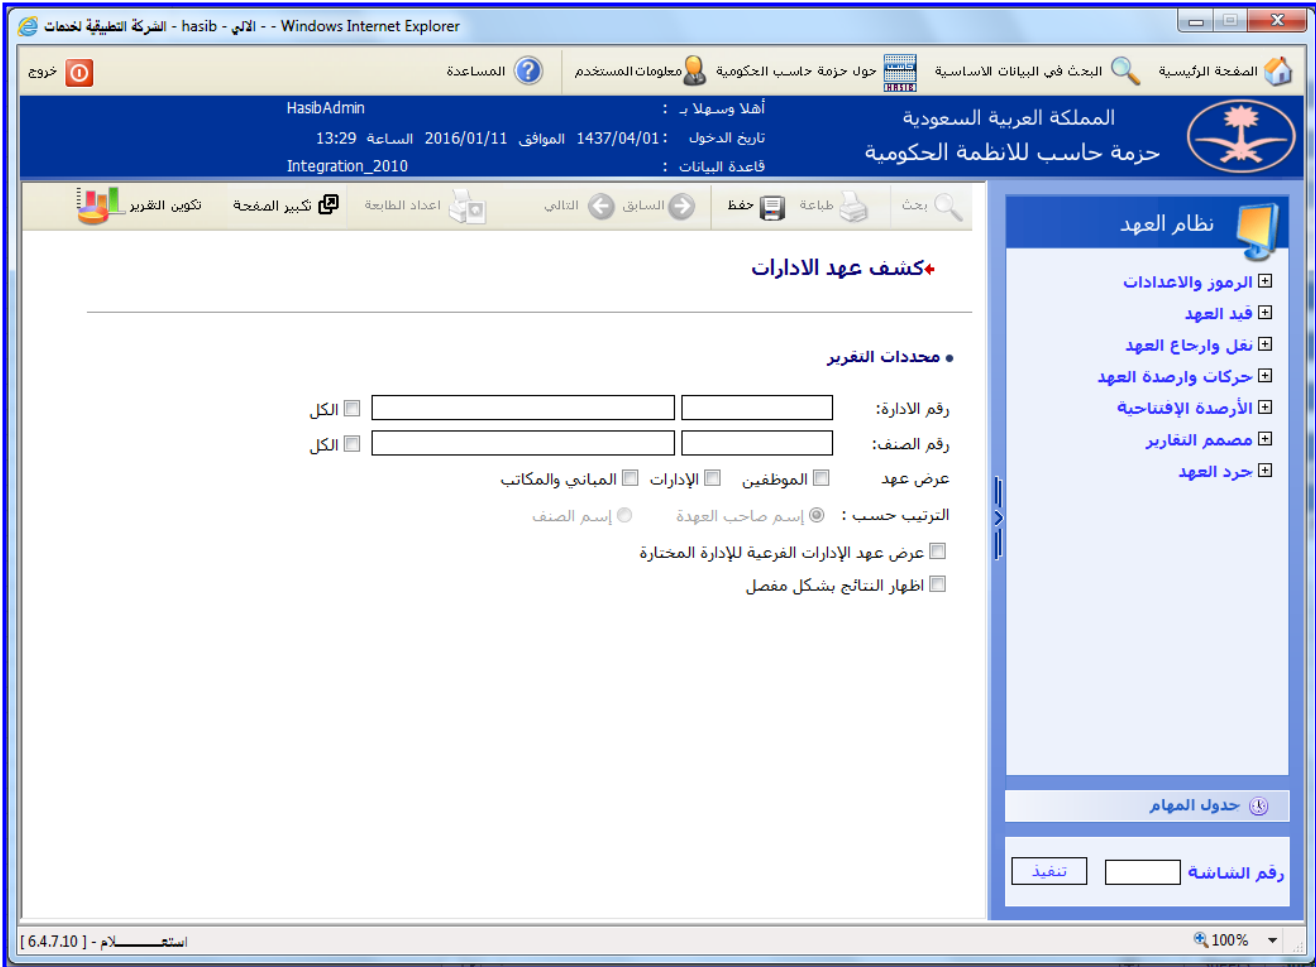 الشركة التطبيقية لخدمات - hasib - الالي - - Windows Internet Explorer
الصفحة الرئيسية
البحث في البيانات الاساسية
حاسب HASIB
حول حزمة حاسب الحكومية
معلومات المستخدم
المساعدة
خروج
المملكة العربية السعودية
حزمة حاسب للانظمة الحكومية
أهلا وسهلا بـ : HasibAdmin
تاريخ الدخول : 1437/04/01 الموافق 2016/01/11 الساعة 13:29
قاعدة البيانات : Integration_2010
بحث
طباعة
حفظ
السابق
التالي
اعداد الطابعة
تكبير الصفحة
تكوين التقرير
نظام العهد
الرموز والاعدادات
قيد العهد
نقل وارجاع العهد
حركات وارصدة العهد
الأرصدة الإفتتاحية
مصمم التقارير
جرد العهد
جدول المهام
رقم الشاشة
تنفيذ
كشف عهد الادارات
محددات التقرير
رقم الادارة: الكل
رقم الصنف: الكل
عرض عهد الموظفين الإدارات المباني والمكاتب
الترتيب حسب : إسم صاحب العهدة إسم الصنف
عرض عهد الإدارات الفرعية للإدارة المختارة
اظهار النتائج بشكل مفصل
استعـــــــــلام - [ 6.4.7.10 ]
100%